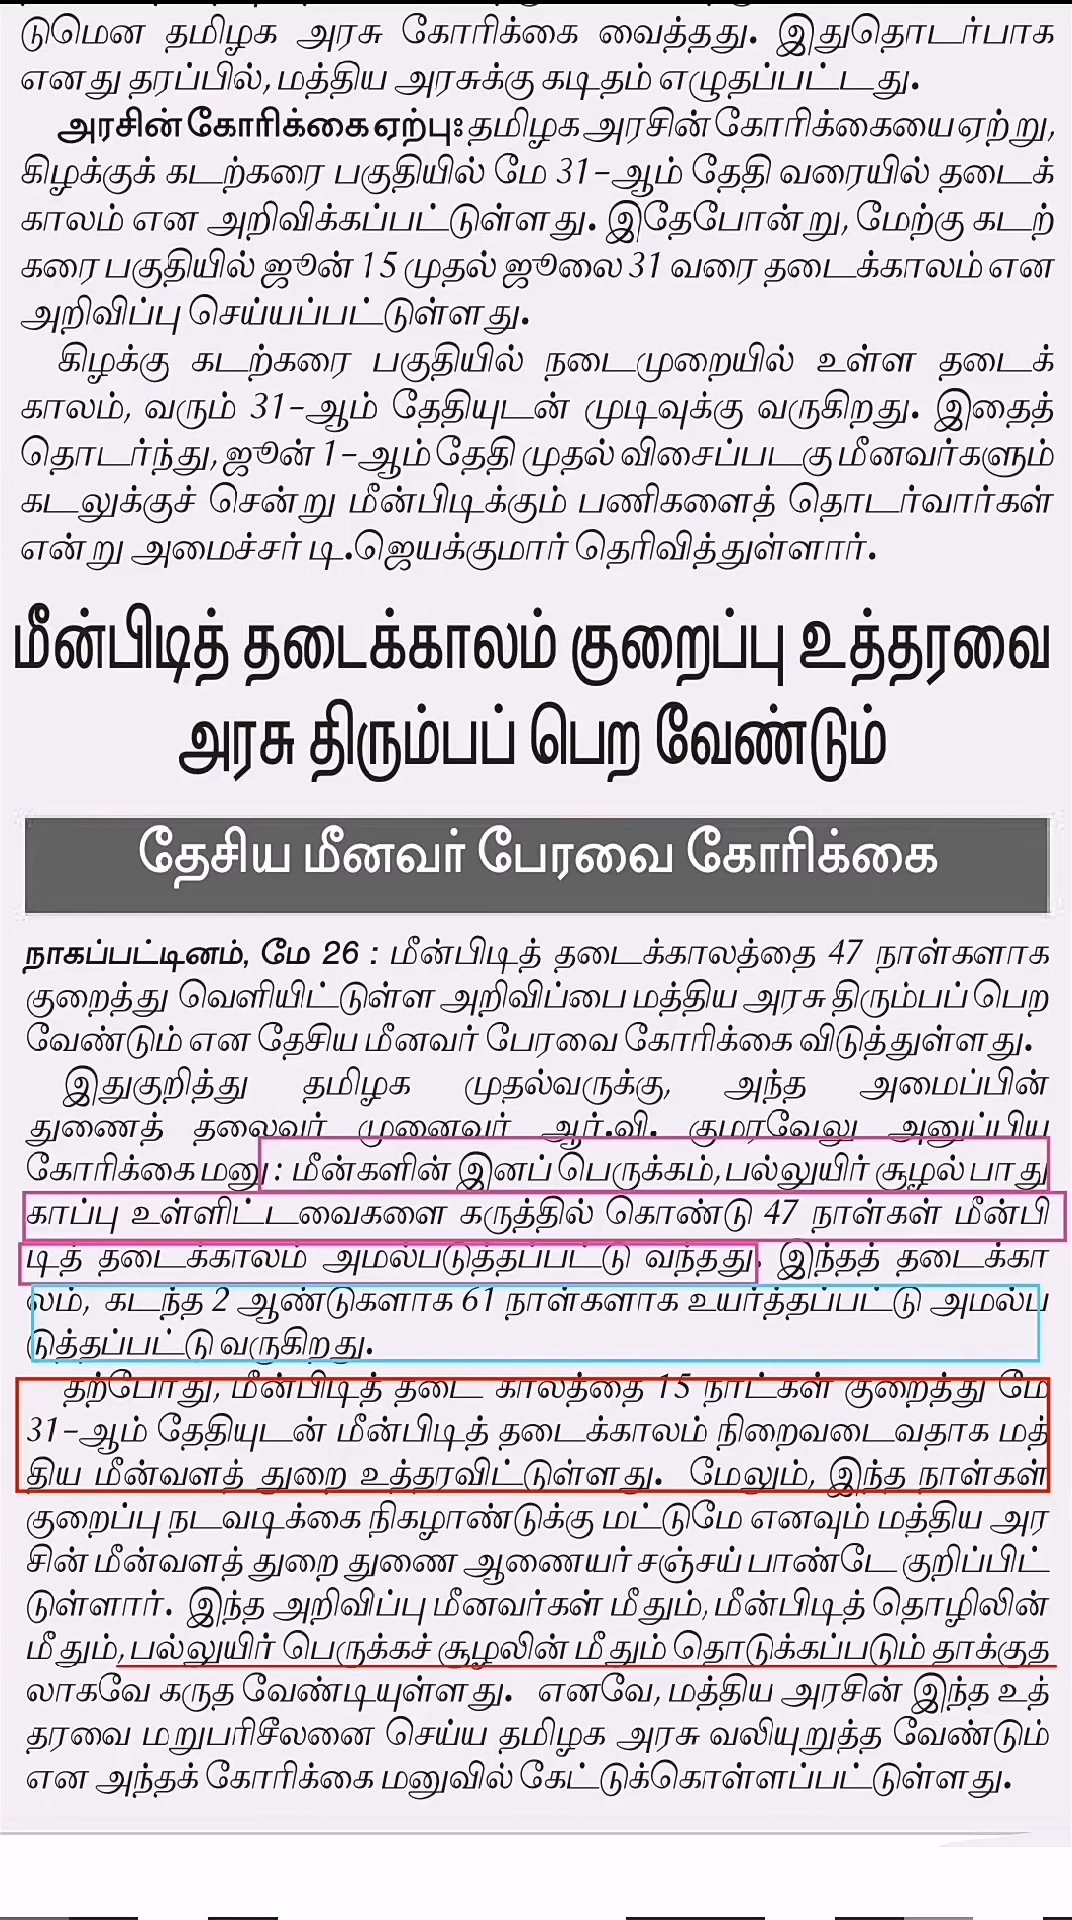 டுமென தமிழக அரசு கோரிக்கை வைத்தது. இதுதொடர்பாக
எனது தரப்பில், மத்திய அரசுக்கு கடிதம் எழுதப்பட்டது.
அரசின் கோரிக்கை ஏற்பு: தமிழக அரசின் கோரிக்கையை ஏற்று,
கிழக்குக் கடற்கரை பகுதியில் மே 31-ஆம் தேதி வரையில் தடைக்
காலம் என அறிவிக்கப்பட்டுள்ளது. இதேபோன்று, மேற்கு கடற்
கரை பகுதியில் ஜூன் 15 முதல் ஜூலை 31 வரை தடைக்காலம் என
அறிவிப்பு செய்யப்பட்டுள்ளது.
கிழக்கு கடற்கரை பகுதியில் நடைமுறையில் உள்ள தடைக்
காலம், வரும் 31-ஆம் தேதியுடன் முடிவுக்கு வருகிறது. இதைத்
தொடர்ந்து, ஜூன் 1-ஆம் தேதி முதல் விசைப்படகு மீனவர்களும்
கடலுக்குச் சென்று மீன்பிடிக்கும் பணிகளைத் தொடர்வார்கள்
என்று அமைச்சர் டி.ஜெயக்குமார் தெரிவித்துள்ளார்.
மீன்பிடித் தடைக்காலம் குறைப்பு உத்தரவை
அரசு திரும்பப் பெற வேண்டும்
தேசிய மீனவர் பேரவை கோரிக்கை
நாகப்பட்டினம், மே 26 : மீன்பிடித் தடைக்காலத்தை 47 நாள்களாக
குறைத்து வெளியிட்டுள்ள அறிவிப்பை மத்திய அரசு திரும்பப் பெற
வேண்டும் என தேசிய மீனவர் பேரவை கோரிக்கை விடுத்துள்ளது.
இதுகுறித்து தமிழக முதல்வருக்கு, அந்த அமைப்பின்
துணைத் தலைவர் முனைவர் ஆர்.வி. குமரவேலு அனுப்பிய
கோரிக்கை மனு : மீன்களின் இனப் பெருக்கம், பல்லுயிர் சூழல் பாது
காப்பு உள்ளிட்டவைகளை கருத்தில் கொண்டு 47 நாள்கள் மீன்பி
டித் தடைக்காலம் அமல்படுத்தப்பட்டு வந்தது. இந்தத் தடைக்கா
லம், கடந்த 2 ஆண்டுகளாக 61 நாள்களாக உயர்த்தப்பட்டு அமல்ப
டுத்தப்பட்டு வருகிறது.
தற்போது, மீன்பிடித் தடை காலத்தை 15 நாட்கள் குறைத்து மே
31-ஆம் தேதியுடன் மீன்பிடித் தடைக்காலம் நிறைவடைவதாக மத்
திய மீன்வளத் துறை உத்தரவிட்டுள்ளது. மேலும், இந்த நாள்கள்
குறைப்பு நடவடிக்கை நிகழாண்டுக்கு மட்டுமே எனவும் மத்திய அர
சின் மீன்வளத் துறை துணை ஆணையர் சஞ்சய் பாண்டே குறிப்பிட்
டுள்ளார். இந்த அறிவிப்பு மீனவர்கள் மீதும், மீன்பிடித் தொழிலின்
மீதும், பல்லுயிர் பெருக்கச் சூழலின் மீதும் தொடுக்கப்படும் தாக்குத
லாகவே கருத வேண்டியுள்ளது. எனவே, மத்திய அரசின் இந்த உத்
தரவை மறுபரிசீலனை செய்ய தமிழக அரசு வலியுறுத்த வேண்டும்
என அந்தக் கோரிக்கை மனுவில் கேட்டுக்கொள்ளப்பட்டுள்ளது.